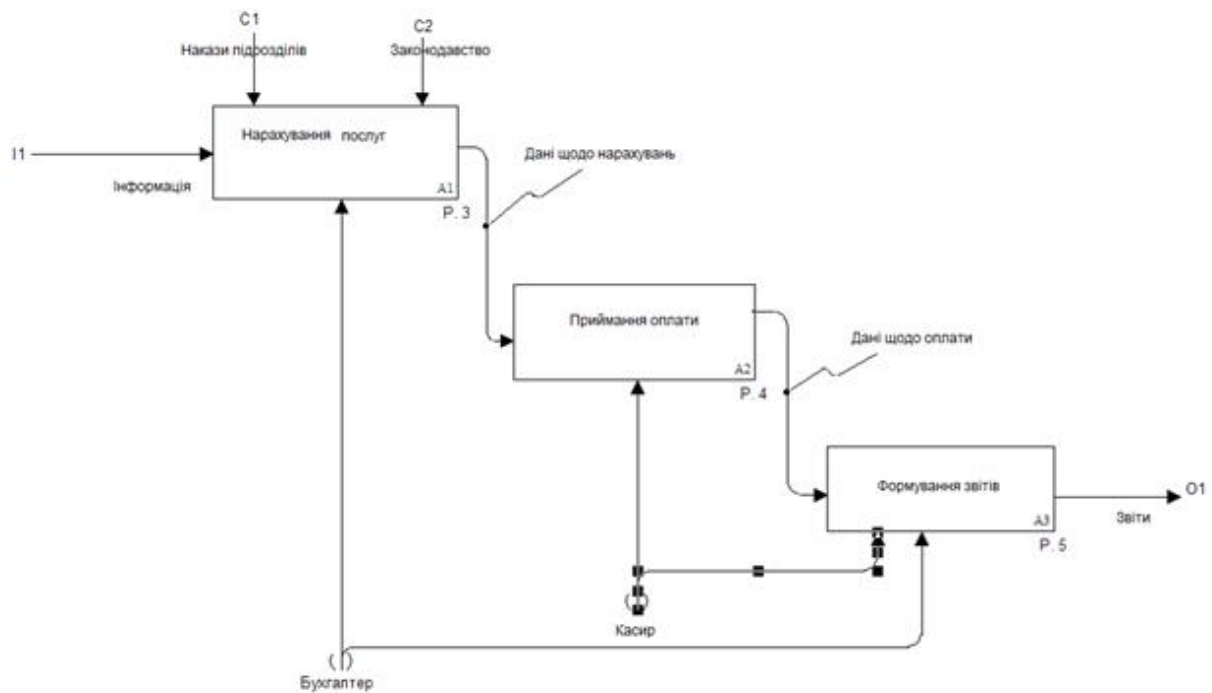 C1
C2
Накази підрозділів
Законодавство
Нарахування послуг
I1
Інформація
A1
P. 3
Дані щодо нарахувань
Приймання оплати
A2
P. 4
Дані щодо оплати
Формування звітів
A3
P. 5
O1
Звіти
Касир
Бухгалтер